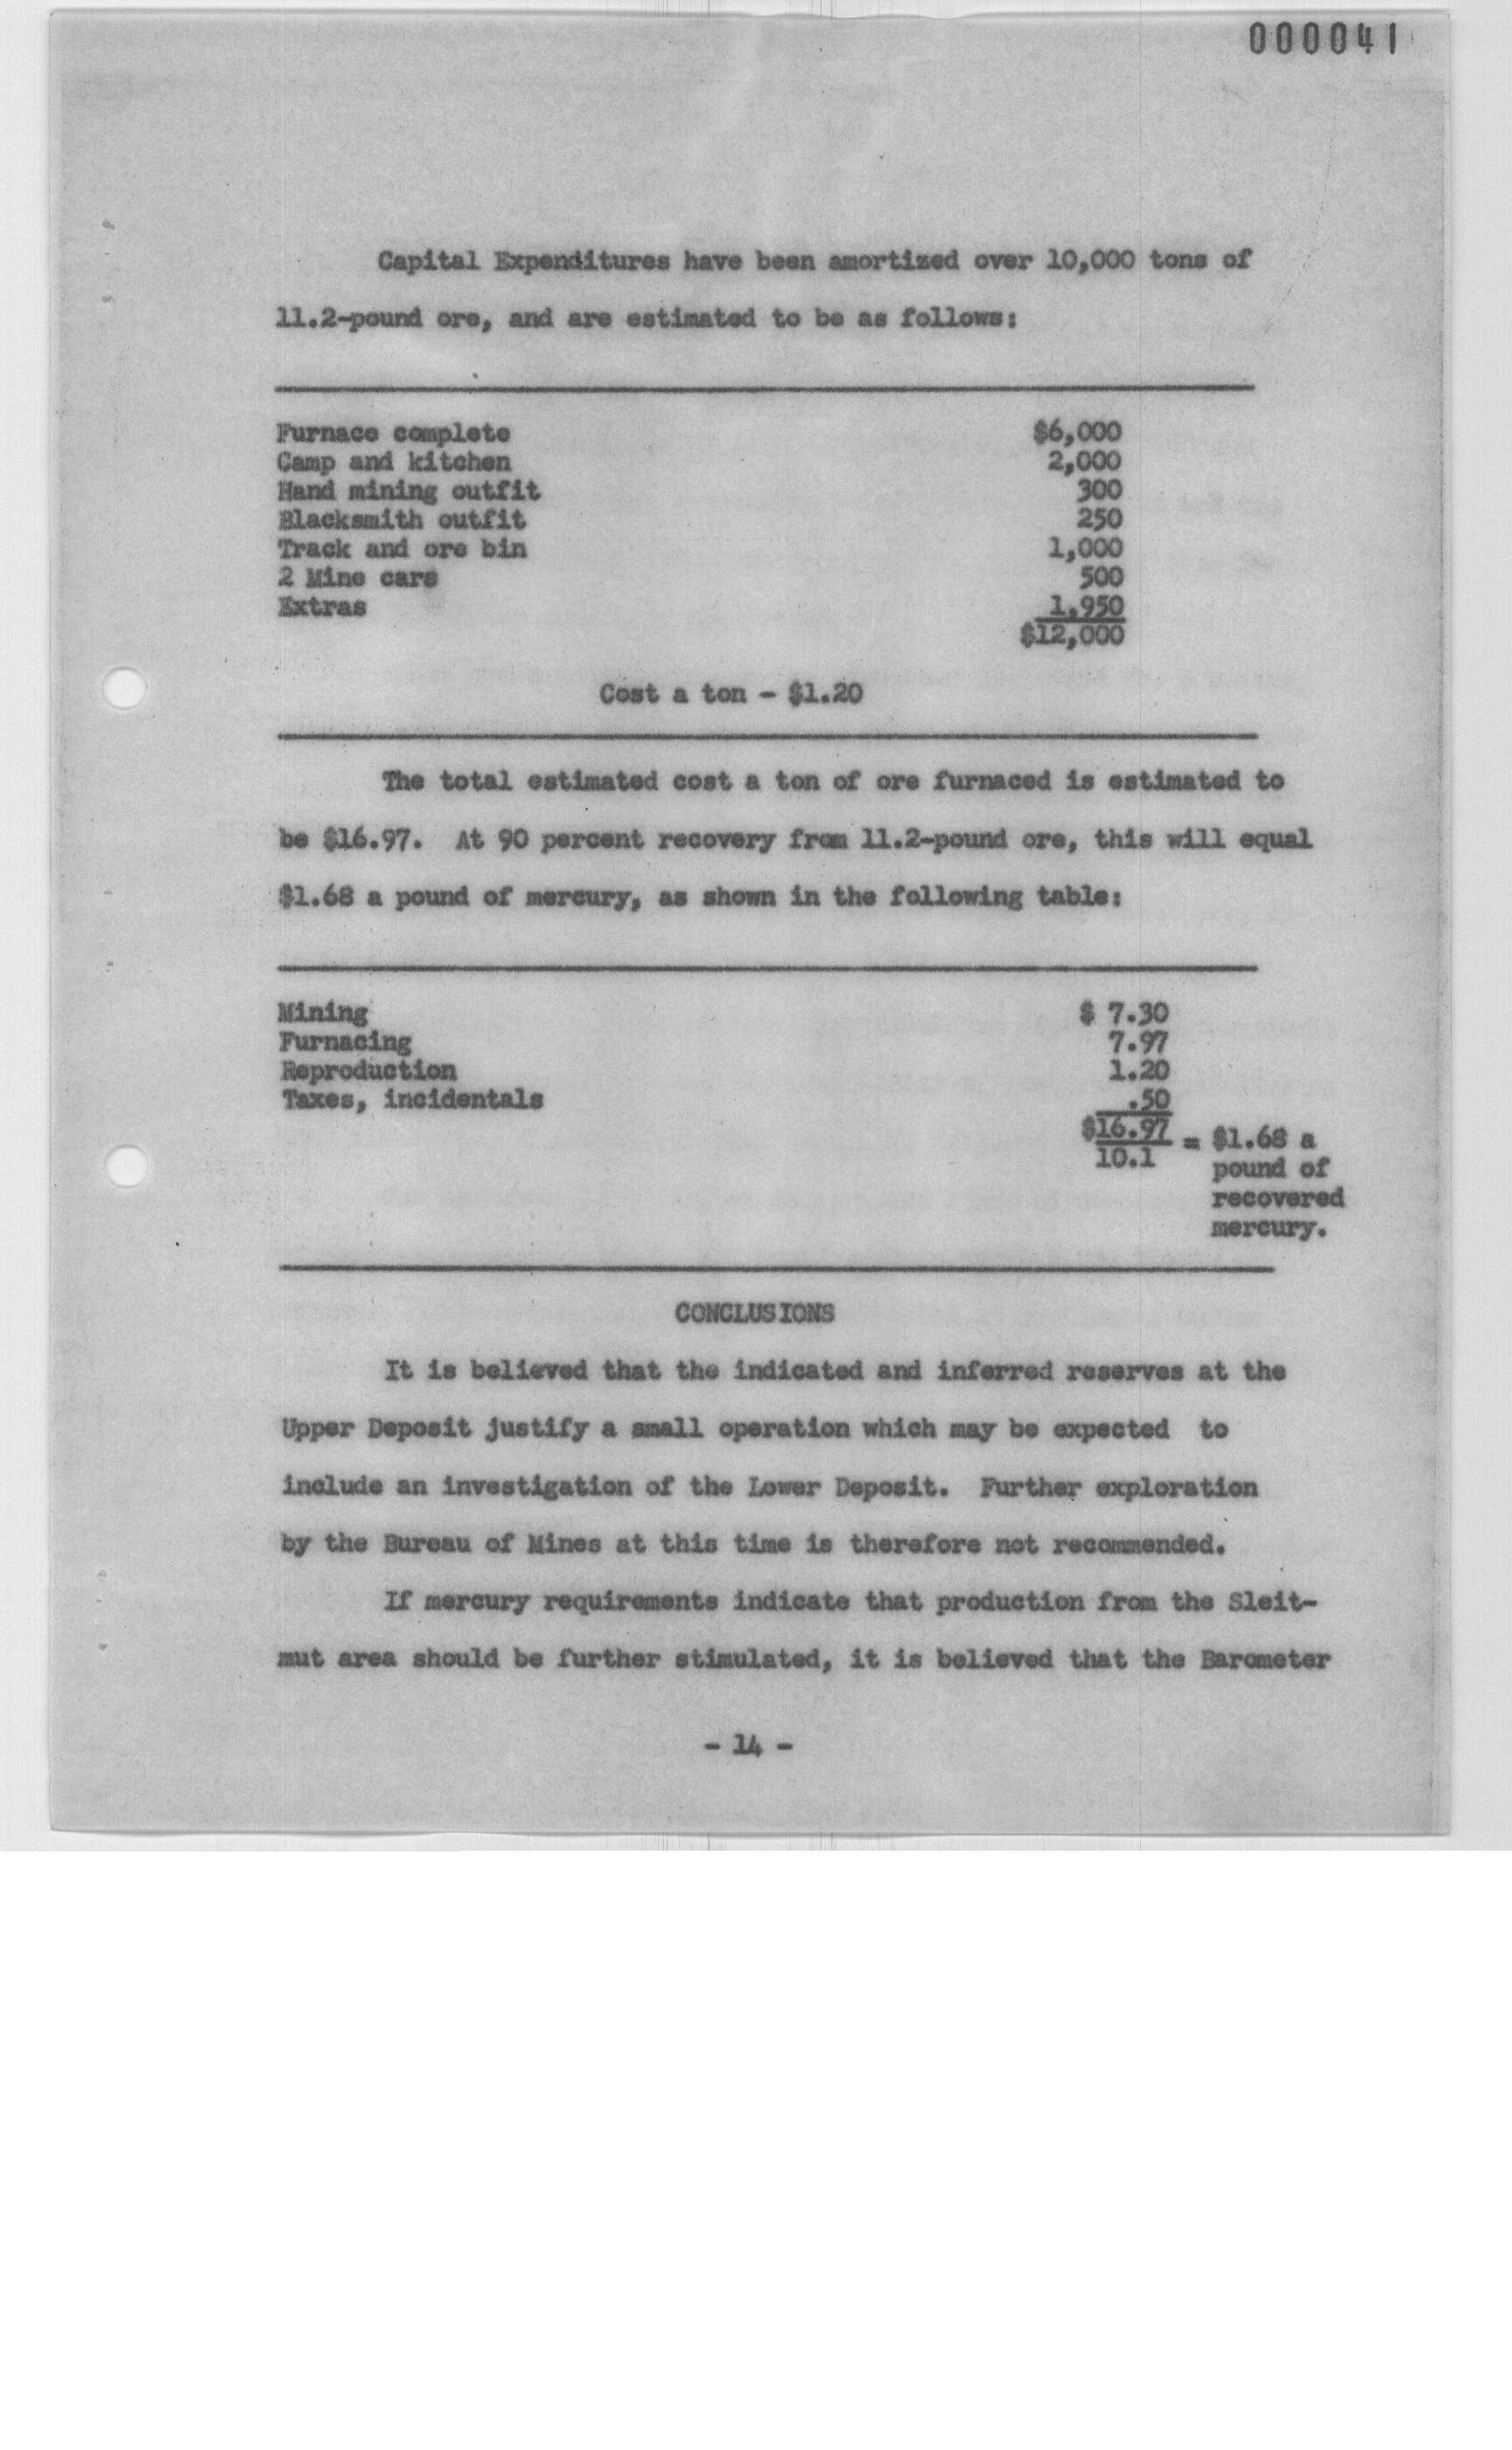 000041
Capital Expenditures have been amortized over 10,000 tons of
11.2-pound ore, and are estimated to be as follows:
Furnace complete $6,000
Camp and kitchen 2,000
Hand mining outfit 300
Blacksmith outfit 250
Track and ore bin 1,000
2 Mine cars 500
Extras 1,950
$12,000
Cost a ton - $1.20
The total estimated cost a ton of ore furnaced is estimated to
be $16.97. At 90 percent recovery from 11.2-pound ore, this will equal
$1.68 a pound of mercury, as shown in the following table:
Mining $ 7.30
Furnacing 7.97
Reproduction 1.20
Taxes, incidentals .50
$16.97 = $1.68 a
10.1 pound of
recovered
mercury.
CONCLUSIONS
It is believed that the indicated and inferred reserves at the
Upper Deposit justify a small operation which may be expected to
include an investigation of the Lower Deposit. Further exploration
by the Bureau of Mines at this time is therefore not recommended.
If mercury requirements indicate that production from the Sleit-
mut area should be further stimulated, it is believed that the Barometer
- 14 -